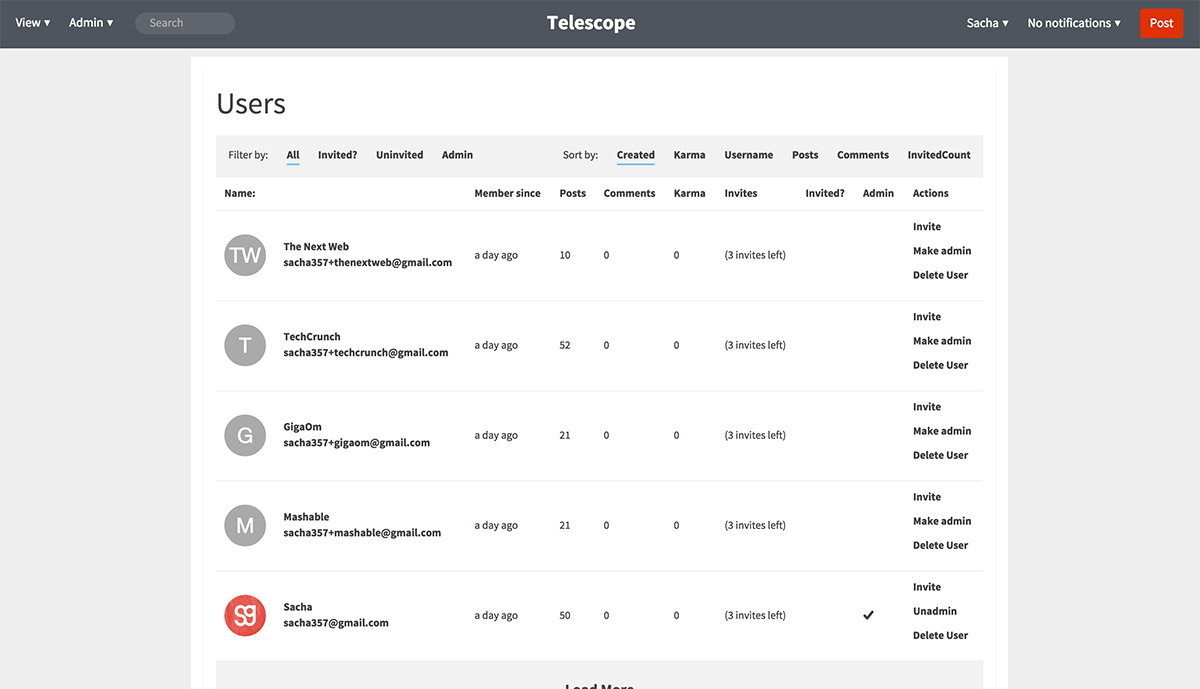 View ▾ Admin ▾ Search Telescope Sacha ▾ No notifications ▾ Post
Users
Filter by: All Invited? Uninvited Admin Sort by: Created Karma Username Posts Comments InvitedCount
Name: Member since Posts Comments Karma Invites Invited? Admin Actions
TW The Next Web
sacha357+thenextweb@gmail.com a day ago 10 0 0 (3 invites left)
Invite
Make admin
Delete User
T TechCrunch
sacha357+techcrunch@gmail.com a day ago 52 0 0 (3 invites left)
Invite
Make admin
Delete User
G GigaOm
sacha357+gigaom@gmail.com a day ago 21 0 0 (3 invites left)
Invite
Make admin
Delete User
M Mashable
sacha357+mashable@gmail.com a day ago 21 0 0 (3 invites left)
Invite
Make admin
Delete User
Sg Sacha
sacha357@gmail.com a day ago 50 0 0 (3 invites left) ✔
Invite
Unadmin
Delete User
Load More